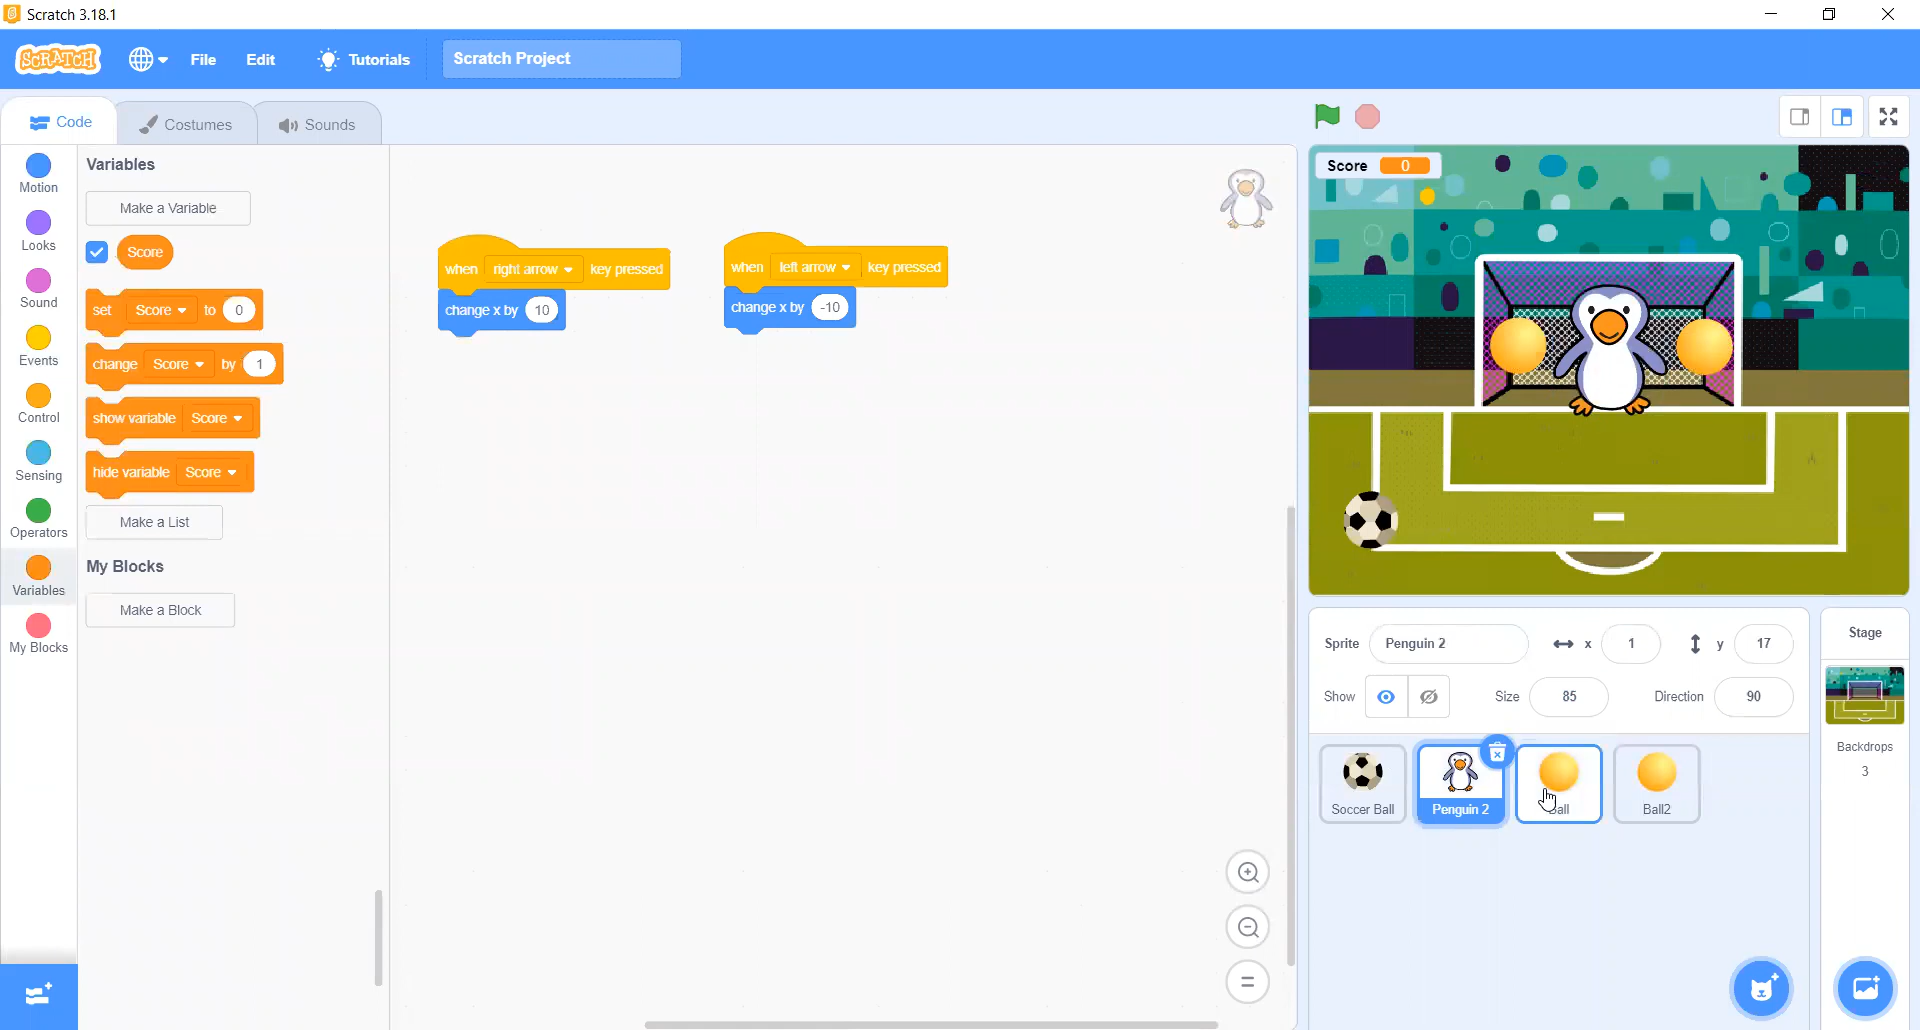 Scratch 3.18.1
SCRATCH File Edit Tutorials Scratch Project
Code Costumes Sounds
Motion
Looks
Sound
Events
Control
Sensing
Operators
Variables
My Blocks
Variables
Make a Variable
Score
set Score to 0
change Score by 1
show variable Score
hide variable Score
Make a List
My Blocks
Make a Block
when right arrow key pressed
change x by 10
when left arrow key pressed
change x by -10
Score 0
Sprite Penguin 2 x 1 y 17
Show Size 85 Direction 90
Soccer Ball
Penguin 2
Ball2
Stage
Backdrops
3